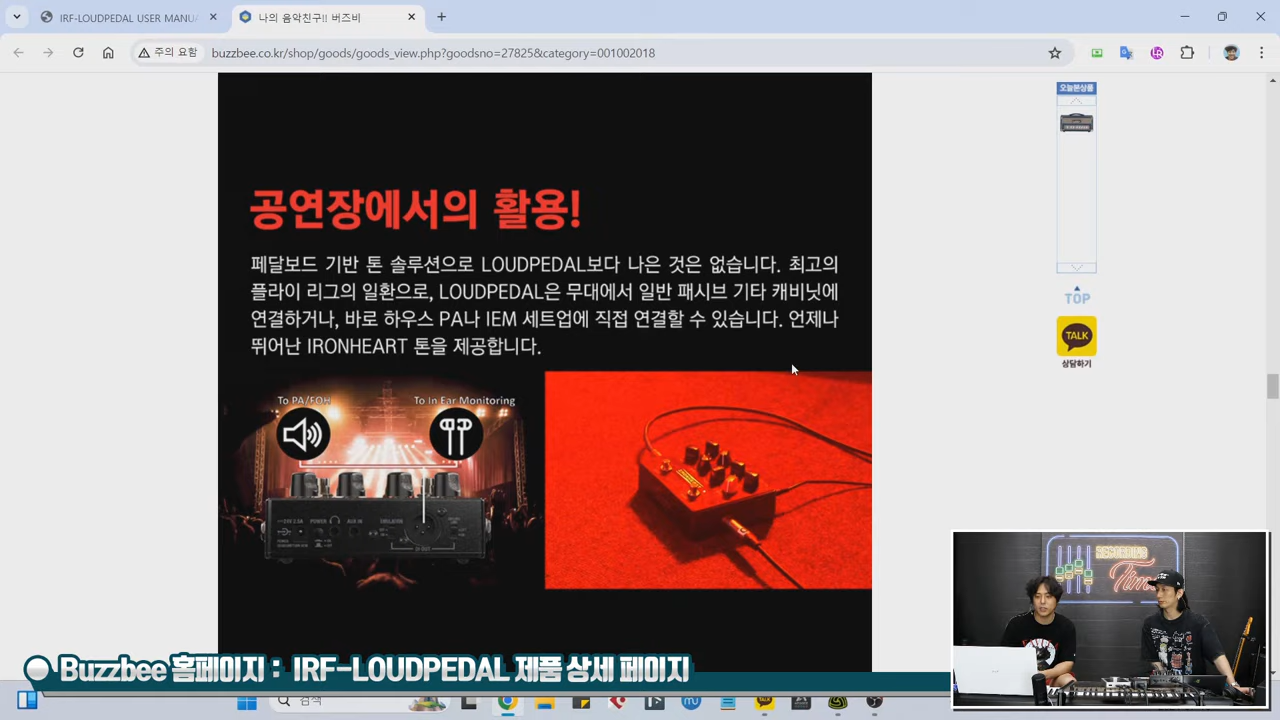 IRF-LOUDPEDAL USER MANUA
나의 음악친구!! 버즈비
주의 요함
buzzbee.co.kr/shop/goods/goods_view.php?goodsno=27825&category=001002018
오늘본상품
공연장에서의 활용!
페달보드 기반 톤 솔루션으로 LOUDPEDAL보다 나은 것은 없습니다. 최고의
플라이 리그의 일환으로, LOUDPEDAL은 무대에서 일반 패시브 기타 캐비닛에
연결하거나, 바로 하우스 PA나 IEM 세트업에 직접 연결할 수 있습니다. 언제나
뛰어난 IRONHEART 톤을 제공합니다.
TOP
TALK
상담하기
To PA/FOH
To In Ear Monitoring
POWER
AUX IN
Time
Buzzbee 홈페이지 : IRF-LOUDPEDAL 제품 상세 페이지
검색